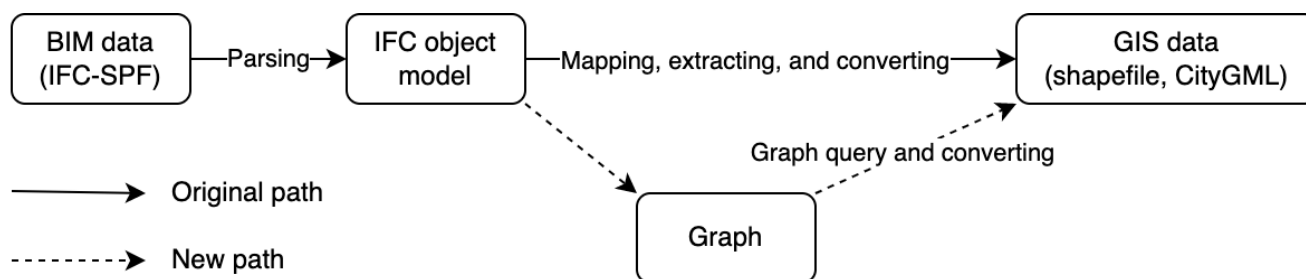 BIM data
(IFC-SPF)
Parsing
IFC object
model
Mapping, extracting, and converting
GIS data
(shapefile, CityGML)
Graph query and converting
Original path
Graph
New path